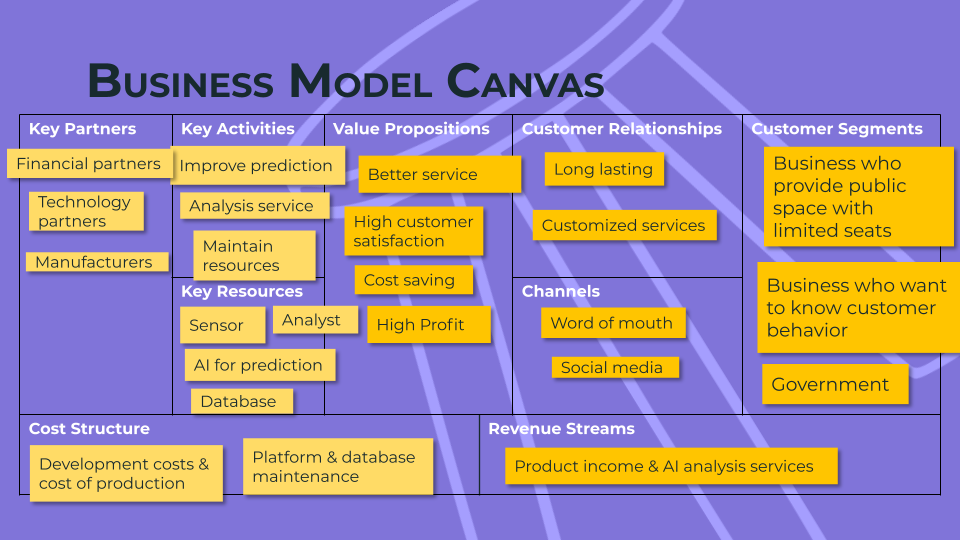 Business Model Canvas
Key Partners
Financial partners
Technology
partners
Manufacturers
Key Activities
Improve prediction
Analysis service
Maintain
resources
Key Resources
Sensor
Analyst
AI for prediction
Database
Value Propositions
Better service
High customer
satisfaction
Cost saving
High Profit
Customer Relationships
Long lasting
Customized services
Channels
Word of mouth
Social media
Customer Segments
Business who
provide public
space with
limited seats
Business who want
to know customer
behavior
Government
Cost Structure
Development costs &
cost of production
Platform & database
maintenance
Revenue Streams
Product income & AI analysis services